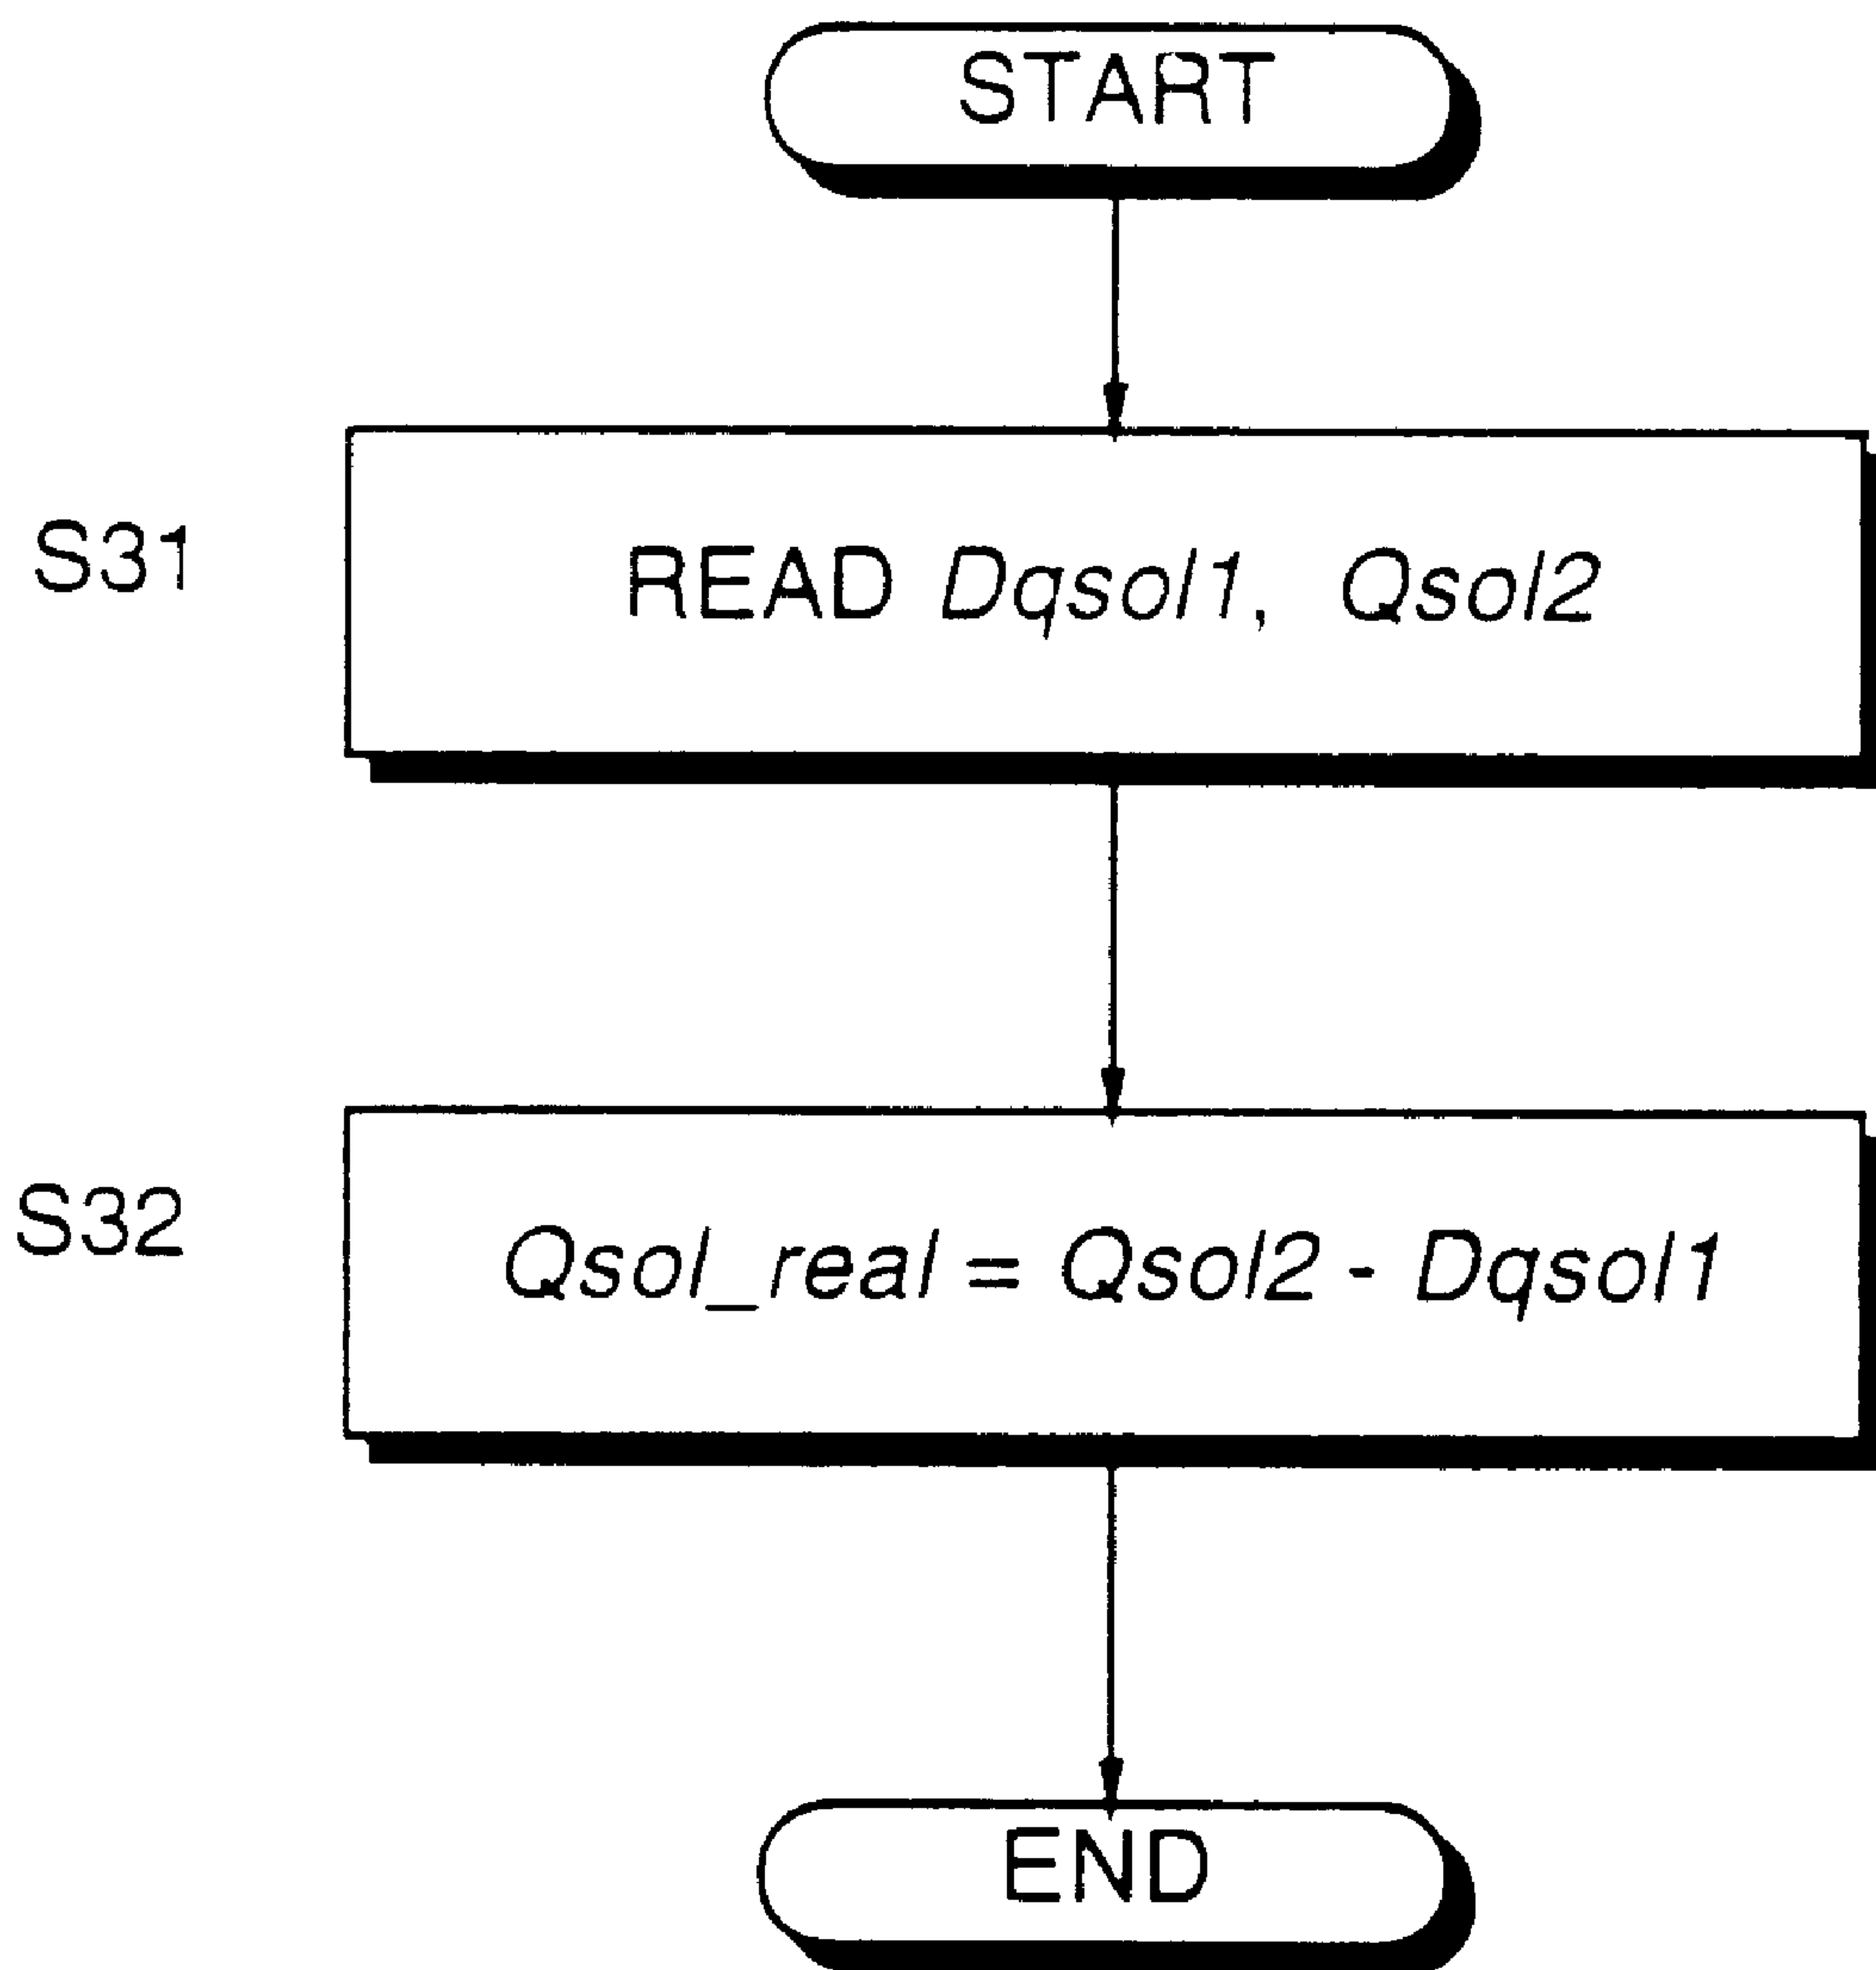 START
S31
READ Dqsol1, Qsol2
S32
Qsol_real = Qsol2 - Dqsol1
END